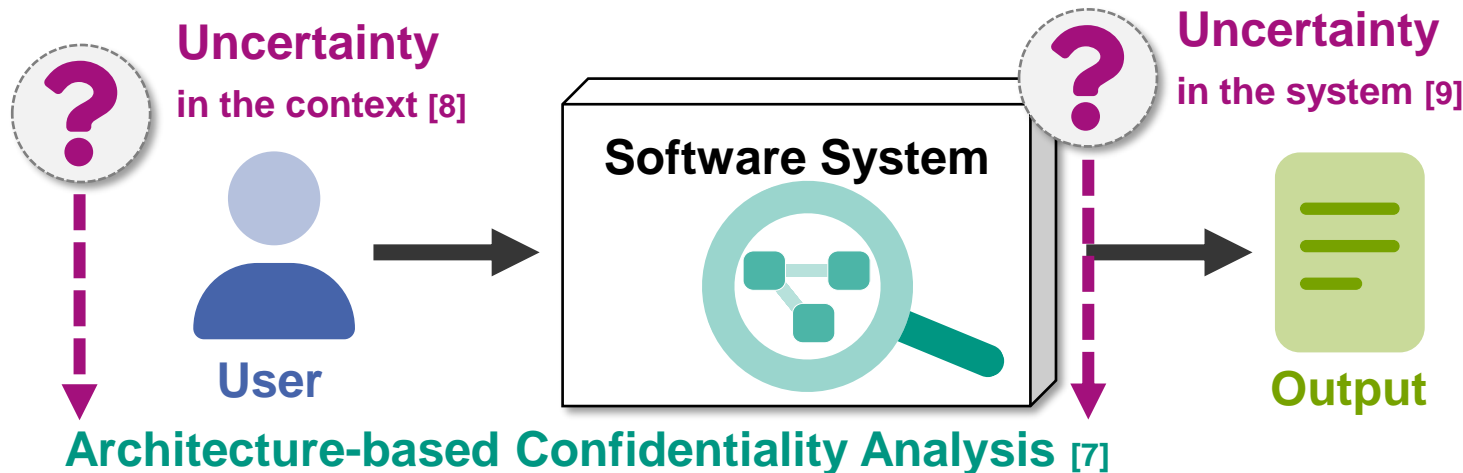 Uncertainty
in the context [8]
Uncertainty
in the system [9]
Software System
User
Output
Architecture-based Confidentiality Analysis [7]